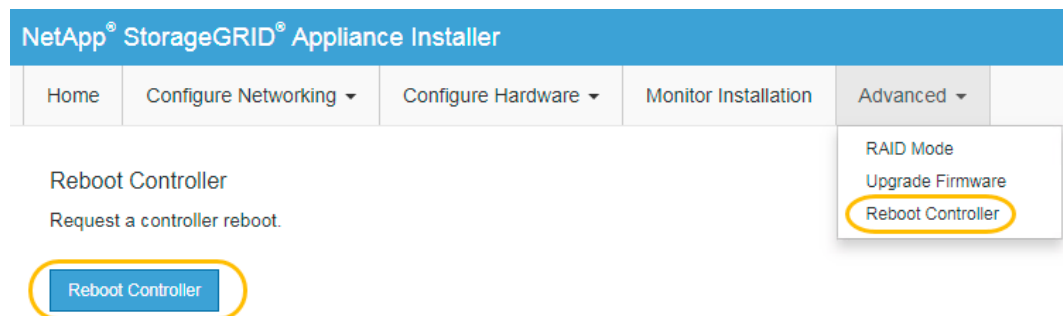 NetApp® StorageGRID® Appliance Installer
Home Configure Networking Configure Hardware Monitor Installation Advanced
RAID Mode
Upgrade Firmware
Reboot Controller
Reboot Controller
Request a controller reboot.
Reboot Controller